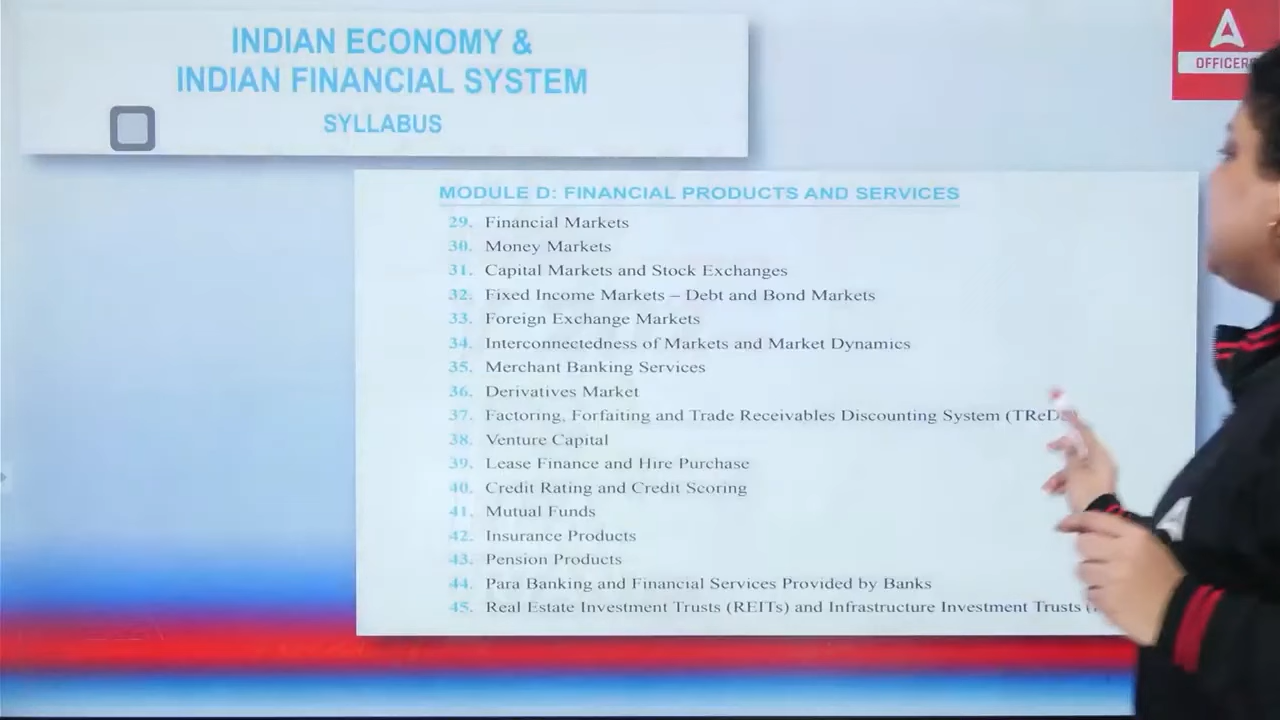 INDIAN ECONOMY &
INDIAN FINANCIAL SYSTEM
SYLLABUS
OFFICERS
MODULE D: FINANCIAL PRODUCTS AND SERVICES
29. Financial Markets
30. Money Markets
31. Capital Markets and Stock Exchanges
32. Fixed Income Markets – Debt and Bond Markets
33. Foreign Exchange Markets
34. Interconnectedness of Markets and Market Dynamics
35. Merchant Banking Services
36. Derivatives Market
37. Factoring, Forfaiting and Trade Receivables Discounting System
38. Venture Capital
39. Lease Finance and Hire Purchase
40. Credit Rating and Credit Scoring
41. Mutual Funds
42. Insurance Products
43. Pension Products
44. Para Banking and Financial Services Provided by Banks
45. Real Estate Investment Trusts (REITs) and Infrastructure Investment Trusts